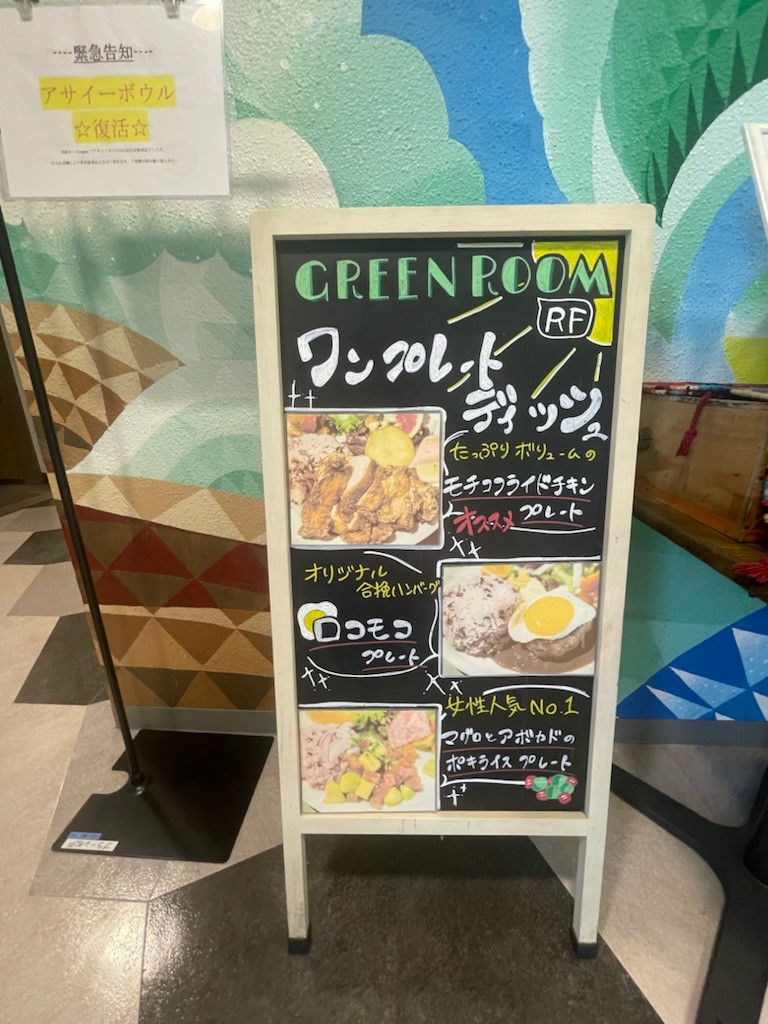 ----緊急告知----
アサイーボウル
☆復活☆
GREEN ROOM
RF
ワンプレート
ディッシュ
たっぷりボリュームの
モチコフライドチキン
オススメ プレート
オリジナル
合挽ハンバーグ
ロコモコ
プレート
女性人気No.1
マグロとアボカドの
ポキライスプレート